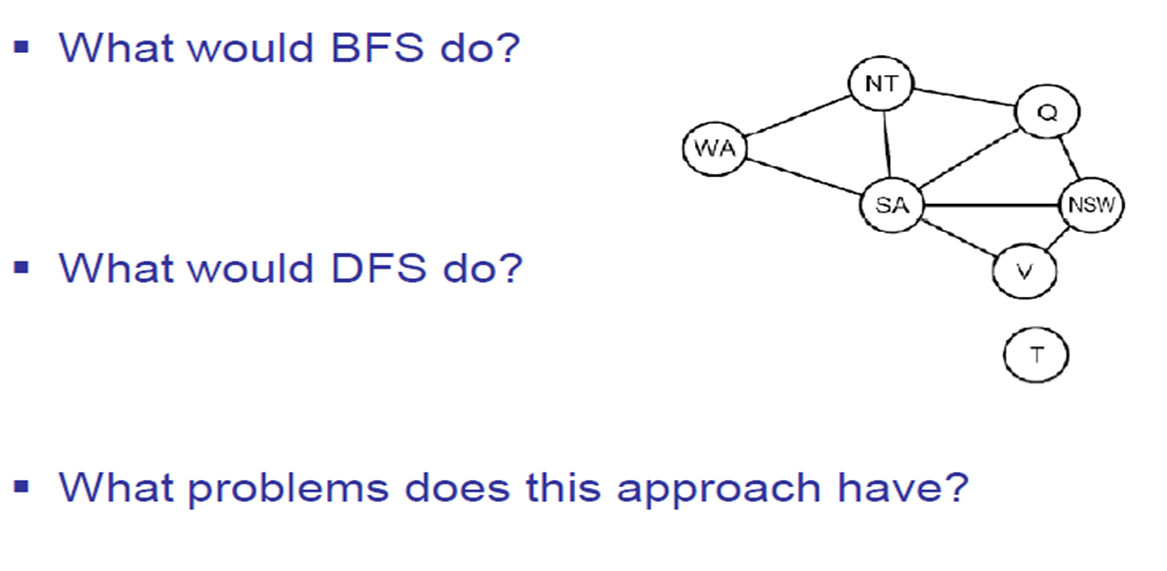 ▪ What would BFS do?
NT
Q
WA
SA
NSW
▪ What would DFS do?
V
T
▪ What problems does this approach have?